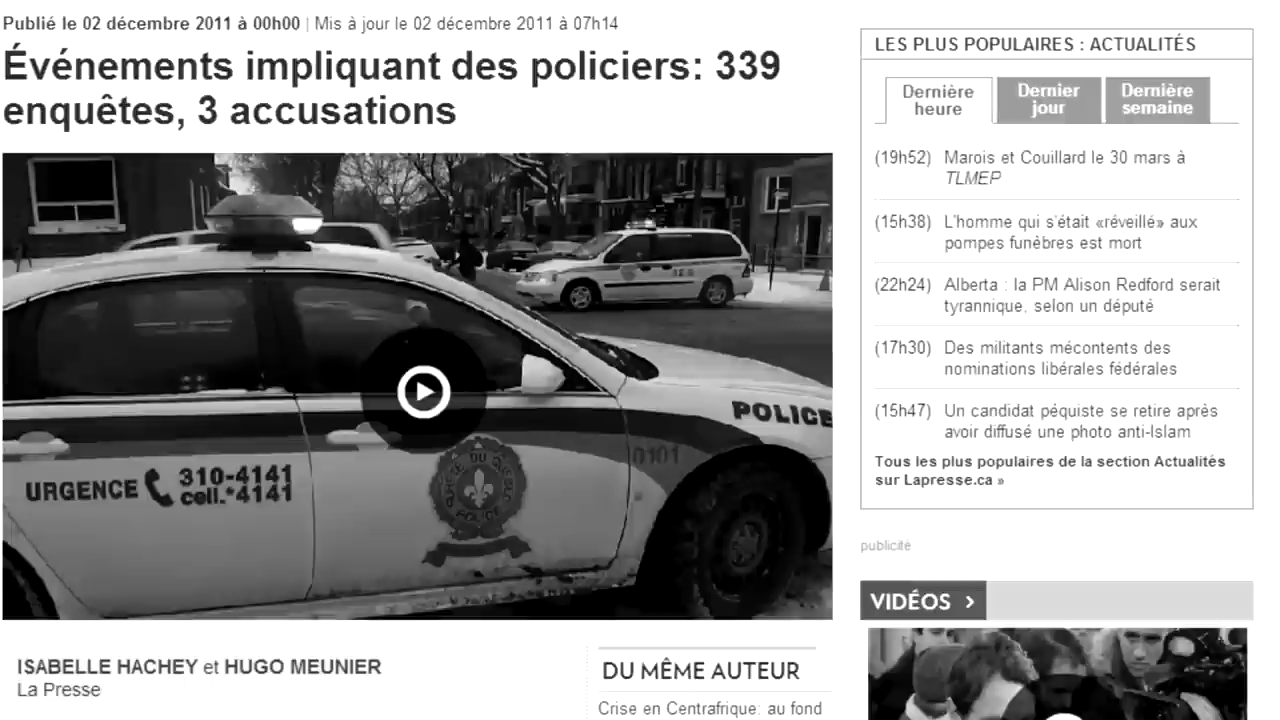 Publié le 02 décembre 2011 à 00h00 | Mis à jour le 02 décembre 2011 à 07h14
Événements impliquant des policiers: 339
enquêtes, 3 accusations
POLICE
0101
URGENCE 310-4141
cell.*4141
SÛRETÉ DU QUÉBEC
POLICE
ISABELLE HACHEY et HUGO MEUNIER
La Presse
DU MÊME AUTEUR
Crise en Centrafrique: au fond
LES PLUS POPULAIRES : ACTUALITÉS
Dernière
heure
Dernier
jour
Dernière
semaine
(19h52) Marois et Couillard le 30 mars à
TLMEP
(15h38) L'homme qui s'était «réveillé» aux
pompes funèbres est mort
(22h24) Alberta : la PM Alison Redford serait
tyrannique, selon un député
(17h30) Des militants mécontents des
nominations libérales fédérales
(15h47) Un candidat péquiste se retire après
avoir diffusé une photo anti-Islam
Tous les plus populaires de la section Actualités
sur Lapresse.ca »
publicité
VIDÉOS >